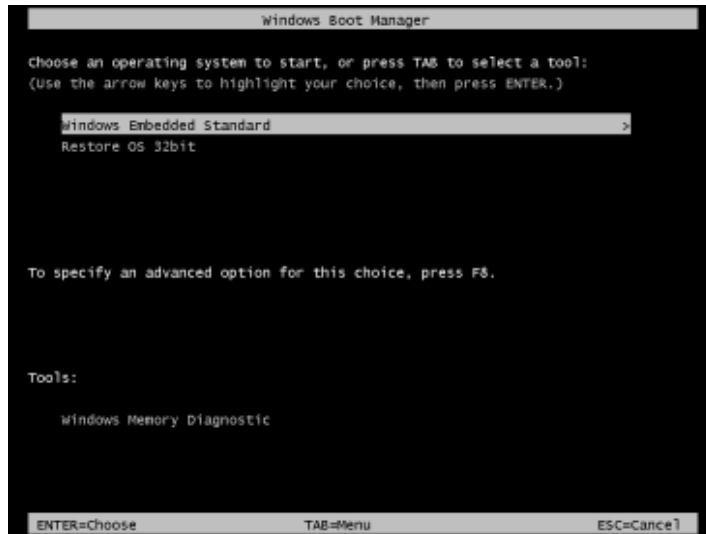 Windows Boot Manager
Choose an operating system to start, or press TAB to select a tool:
(Use the arrow keys to highlight your choice, then press ENTER.)
Windows Embedded Standard >
Restore OS 32bit
To specify an advanced option for this choice, press F8.
Tools:
Windows Memory Diagnostic
ENTER=Choose TAB=Menu ESC=Cancel